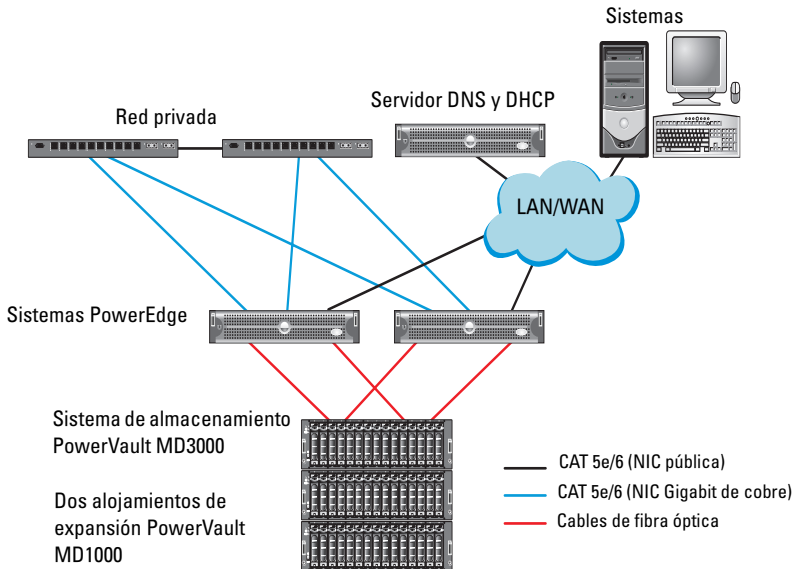 Sistemas
Servidor DNS y DHCP
Red privada
LAN/WAN
Sistemas PowerEdge
Sistema de almacenamiento
PowerVault MD3000
Dos alojamientos de
expansión PowerVault
MD1000
CAT 5e/6 (NIC pública)
CAT 5e/6 (NIC Gigabit de cobre)
Cables de fibra óptica